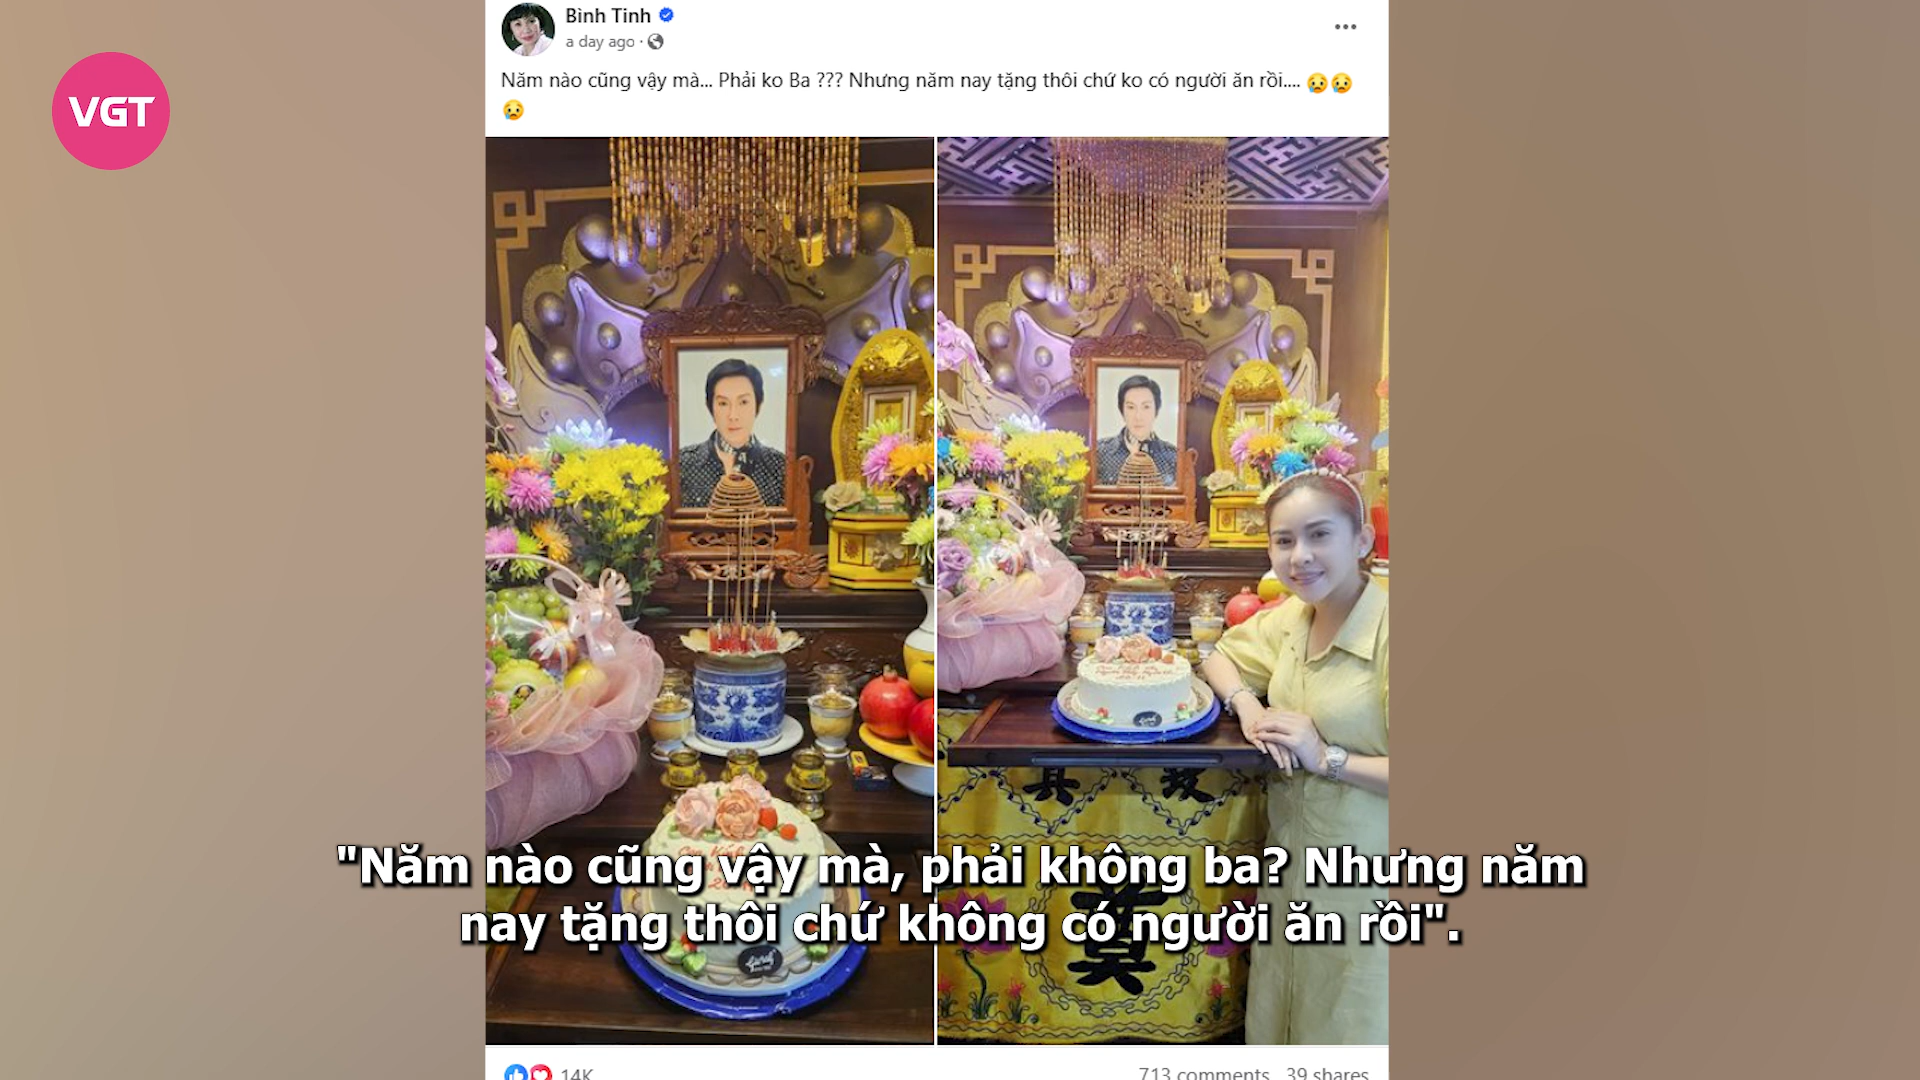 VGT
Bình Tinh
a day ago ·
Năm nào cũng vậy mà... Phải ko Ba ??? Nhưng năm nay tặng thôi chứ ko có người ăn rồi.... 😥😥
😥
奠
"Năm nào cũng vậy mà, phải không ba? Nhưng năm
nay tặng thôi chứ không có người ăn rồi".
14K
713 comments 39 shares